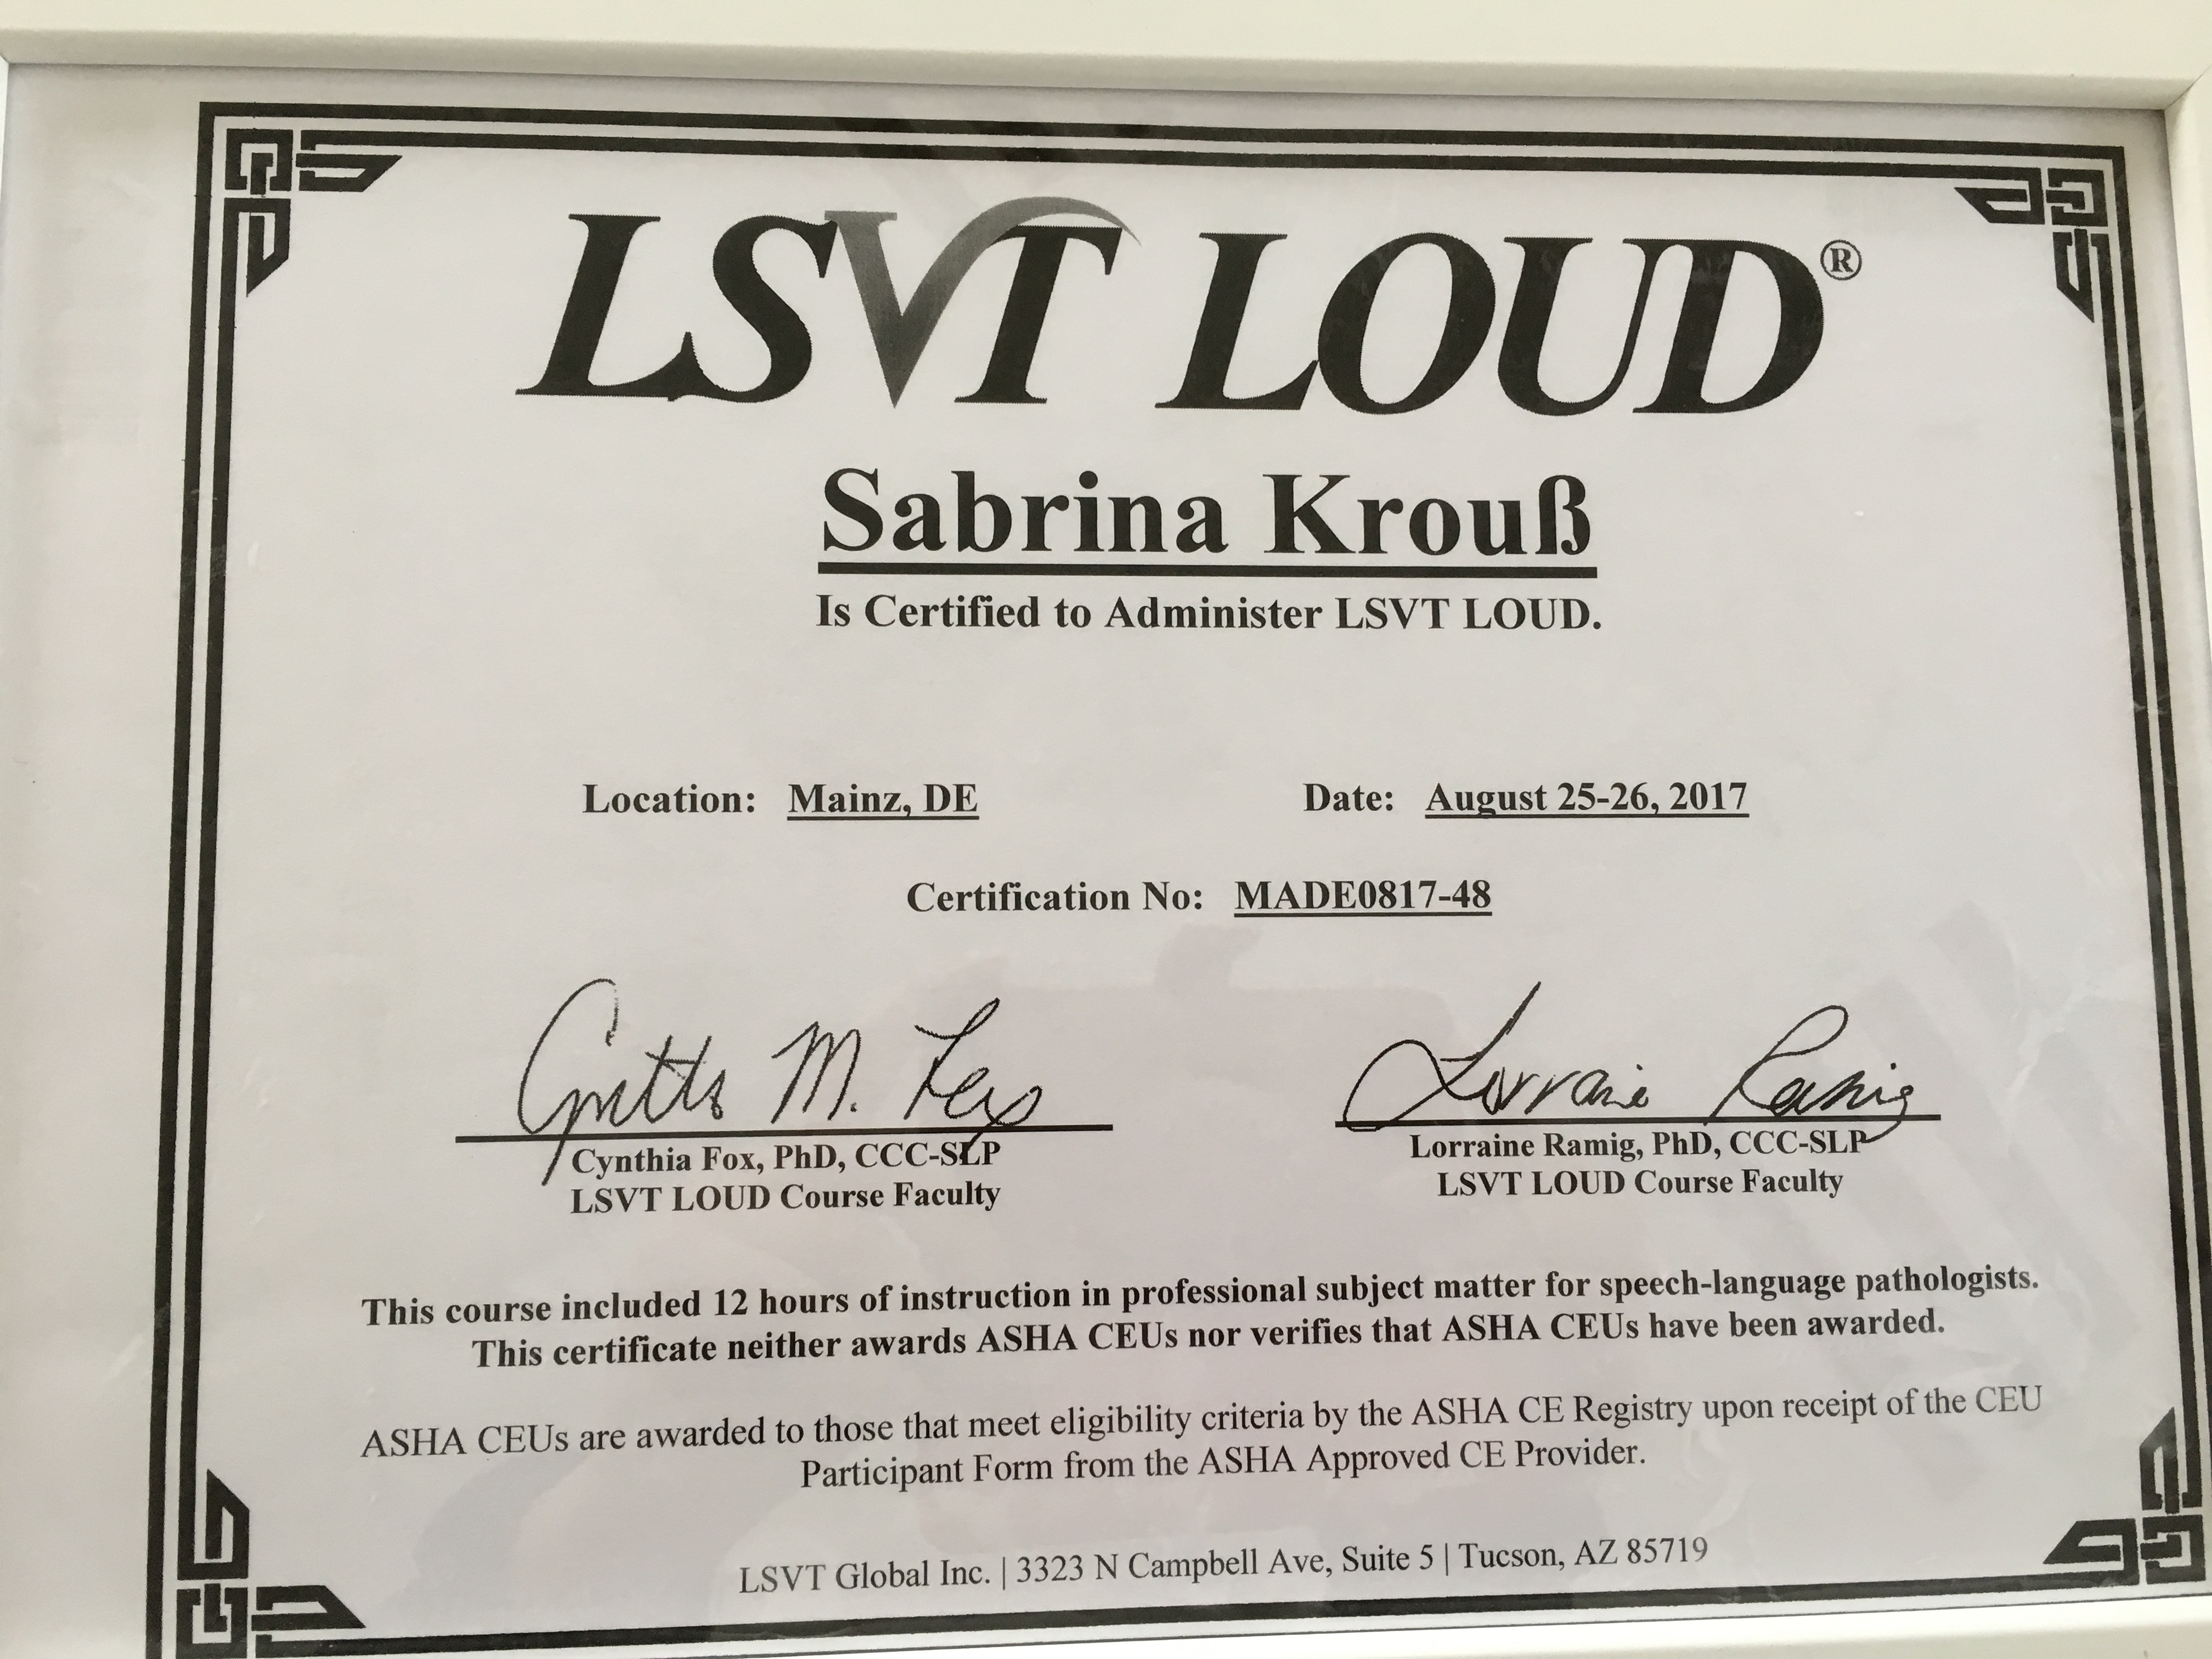 LSVT LOUD®
Sabrina Krouß
Is Certified to Administer LSVT LOUD.
Location: Mainz, DE Date: August 25-26, 2017
Certification No: MADE0817-48
Cynthia M. Fox Lorraine Ramig
Cynthia Fox, PhD, CCC-SLP Lorraine Ramig, PhD, CCC-SLP
LSVT LOUD Course Faculty LSVT LOUD Course Faculty
This course included 12 hours of instruction in professional subject matter for speech-language pathologists.
This certificate neither awards ASHA CEUs nor verifies that ASHA CEUs have been awarded.
ASHA CEUs are awarded to those that meet eligibility criteria by the ASHA CE Registry upon receipt of the CEU
Participant Form from the ASHA Approved CE Provider.
LSVT Global Inc. | 3323 N Campbell Ave, Suite 5 | Tucson, AZ 85719